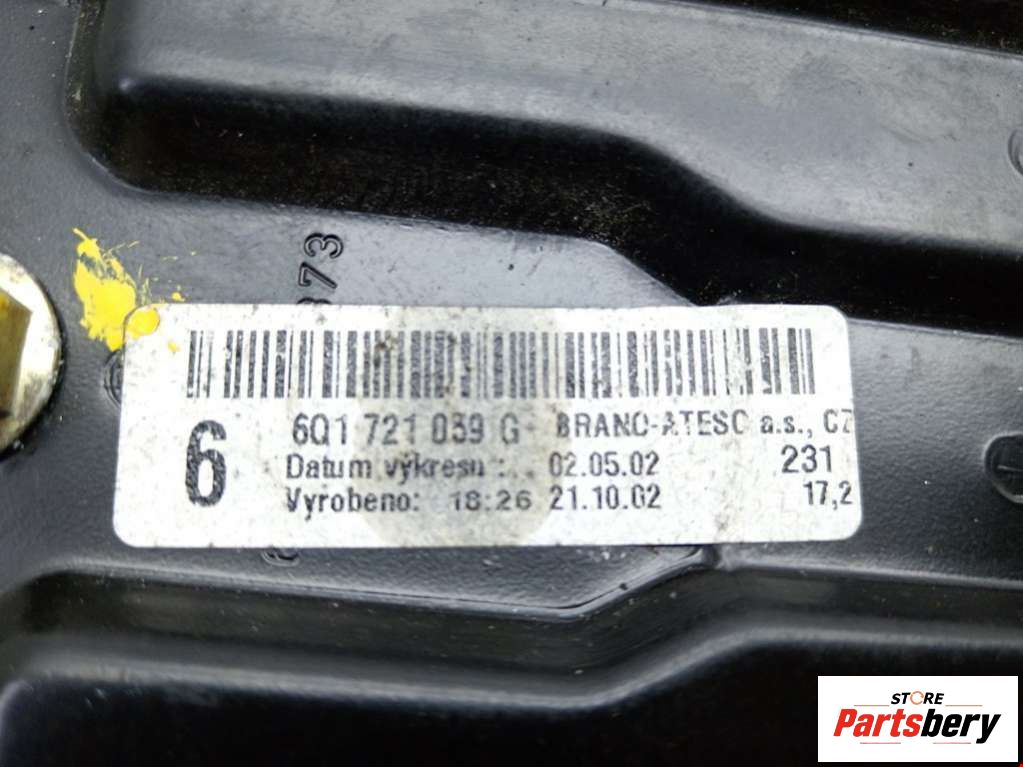 373
6 6Q1 721 059 G BRANO-ATESO a.s., CZ
Datum výkresu : 02.05.02 231
Vyrobeno: 18:26 21.10.02 17,2
STORE
Partsbery